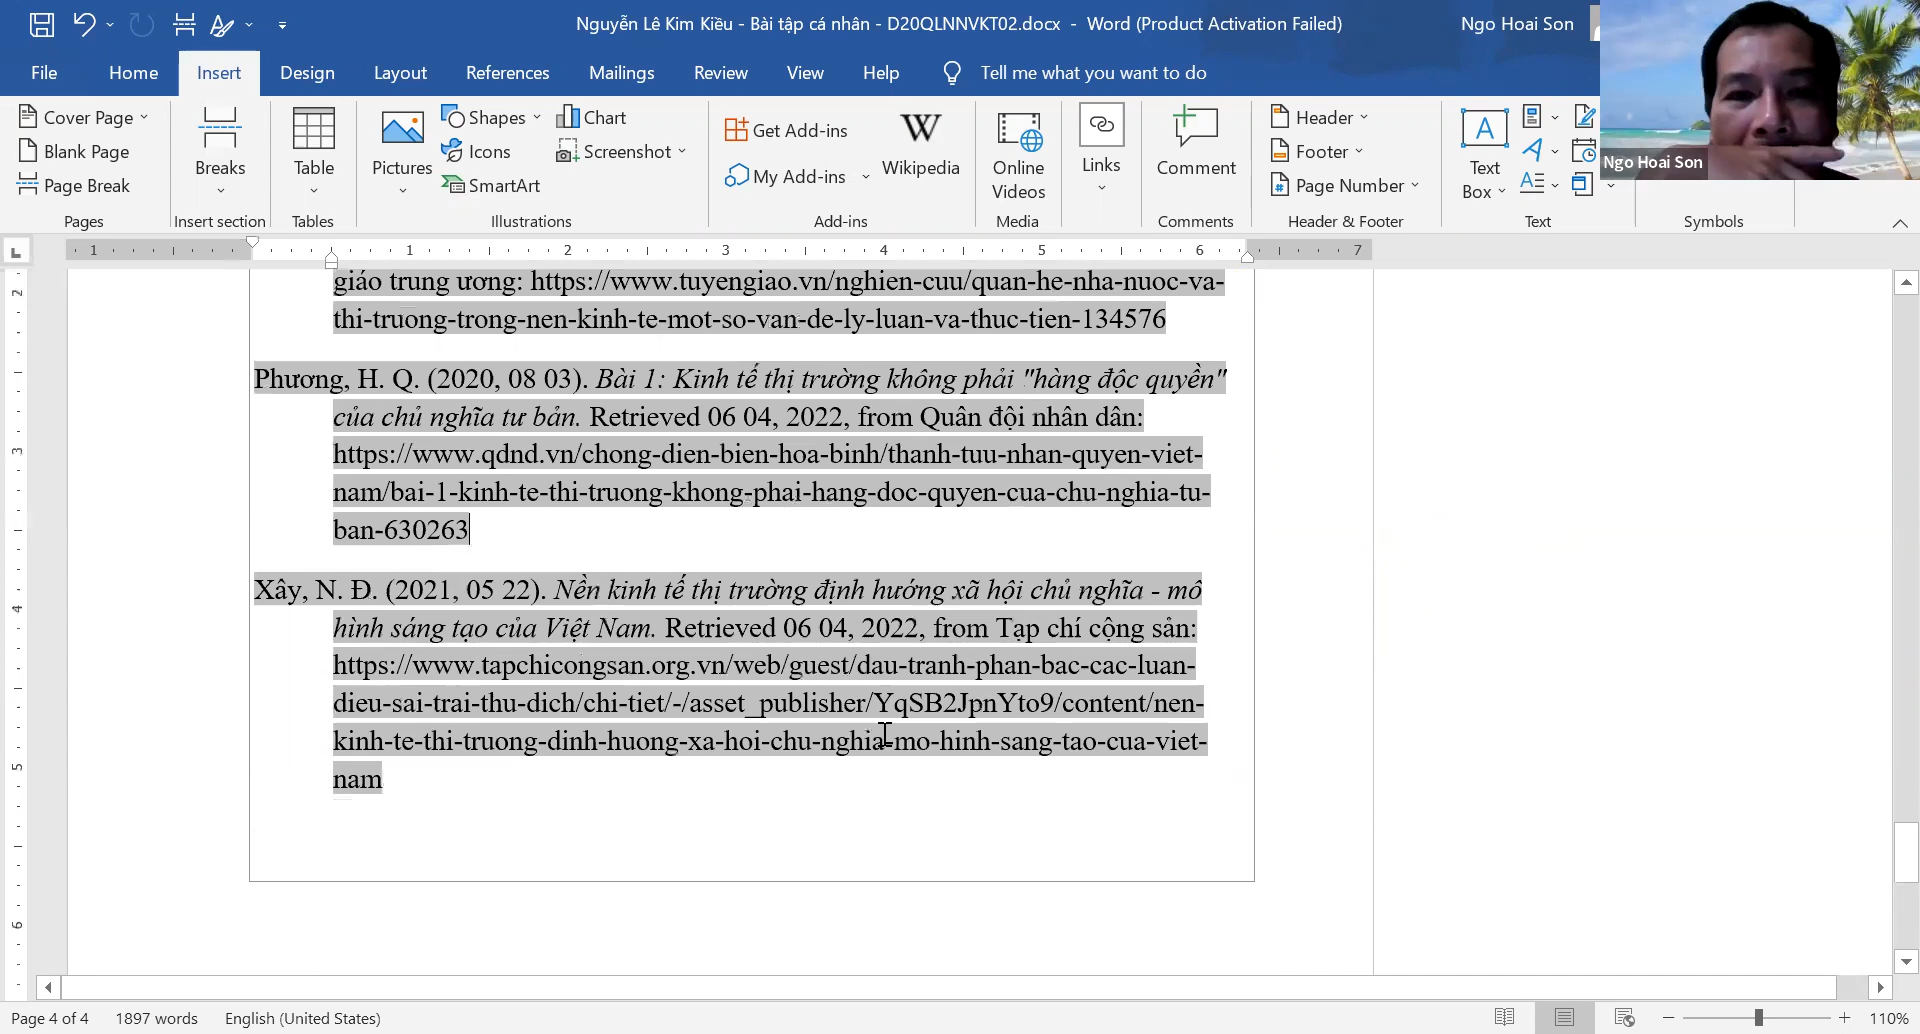 Nguyễn Lê Kim Kiều - Bài tập cá nhân - D20QLNNVKT02.docx - Word (Product Activation Failed)
Ngo Hoai Son
File
Home
Insert
Design
Layout
References
Mailings
Review
View
Help
Tell me what you want to do
Cover Page
Blank Page
Page Break
Pages
Breaks
Insert section
Table
Tables
Pictures
Shapes
Icons
SmartArt
Chart
Screenshot
Illustrations
Get Add-ins
My Add-ins
Wikipedia
Add-ins
Online
Videos
Media
Links
Comment
Comments
Header
Footer
Page Number
Header & Footer
Text
Box
Text
Symbols
Ngo Hoai Son
1 1 2 3 4 5 6 7
2
3
4
5
6
giáo trung ương: https://www.tuyengiao.vn/nghien-cuu/quan-he-nha-nuoc-va-
thi-truong-trong-nen-kinh-te-mot-so-van-de-ly-luan-va-thuc-tien-134576
Phương, H. Q. (2020, 08 03). Bài 1: Kinh tế thị trường không phải "hàng độc quyền"
của chủ nghĩa tư bản. Retrieved 06 04, 2022, from Quân đội nhân dân:
https://www.qdnd.vn/chong-dien-bien-hoa-binh/thanh-tuu-nhan-quyen-viet-
nam/bai-1-kinh-te-thi-truong-khong-phai-hang-doc-quyen-cua-chu-nghia-tu-
ban-630263
Xây, N. Đ. (2021, 05 22). Nền kinh tế thị trường định hướng xã hội chủ nghĩa - mô
hình sáng tạo của Việt Nam. Retrieved 06 04, 2022, from Tạp chí cộng sản:
https://www.tapchicongsan.org.vn/web/guest/dau-tranh-phan-bac-cac-luan-
dieu-sai-trai-thu-dich/chi-tiet/-/asset_publisher/YqSB2JpnYto9/content/nen-
kinh-te-thi-truong-dinh-huong-xa-hoi-chu-nghia-mo-hinh-sang-tao-cua-viet-
nam
Page 4 of 4
1897 words
English (United States)
110%